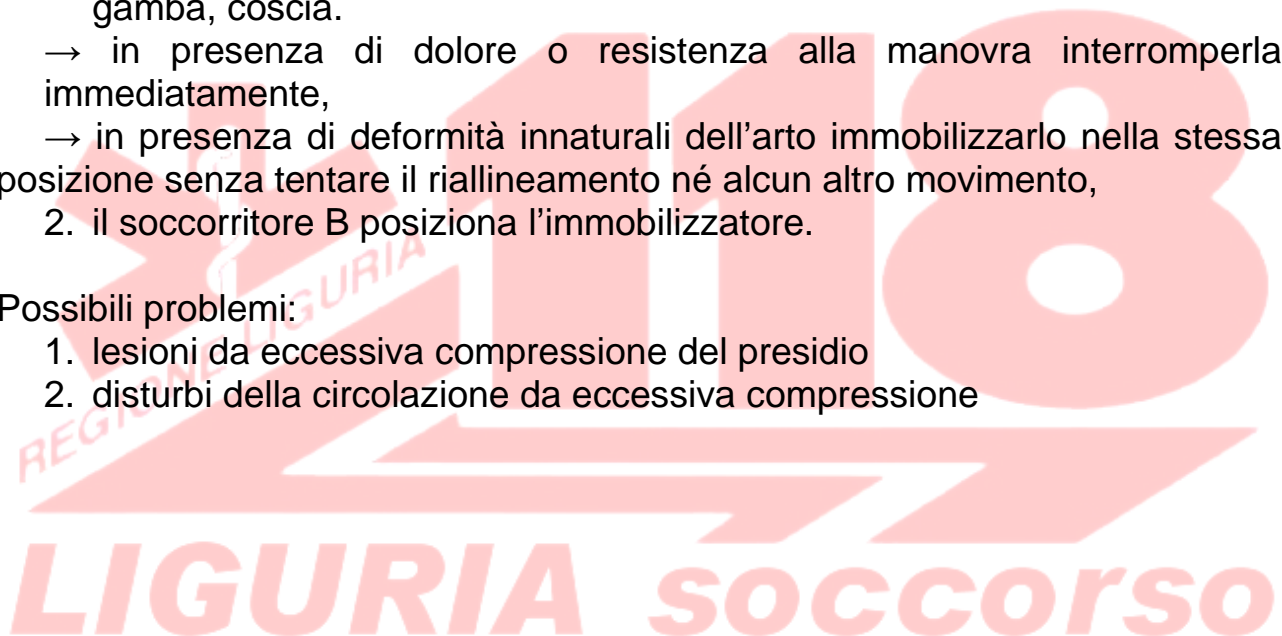 gamba, coscia.
→ in presenza di dolore o resistenza alla manovra interromperla
immediatamente,
→ in presenza di deformità innaturali dell'arto immobilizzarlo nella stessa
posizione senza tentare il riallineamento né alcun altro movimento,
2. il soccorritore B posiziona l'immobilizzatore.
Possibili problemi:
1. lesioni da eccessiva compressione del presidio
2. disturbi della circolazione da eccessiva compressione
118
REGIONE LIGURIA
LIGURIA soccorso